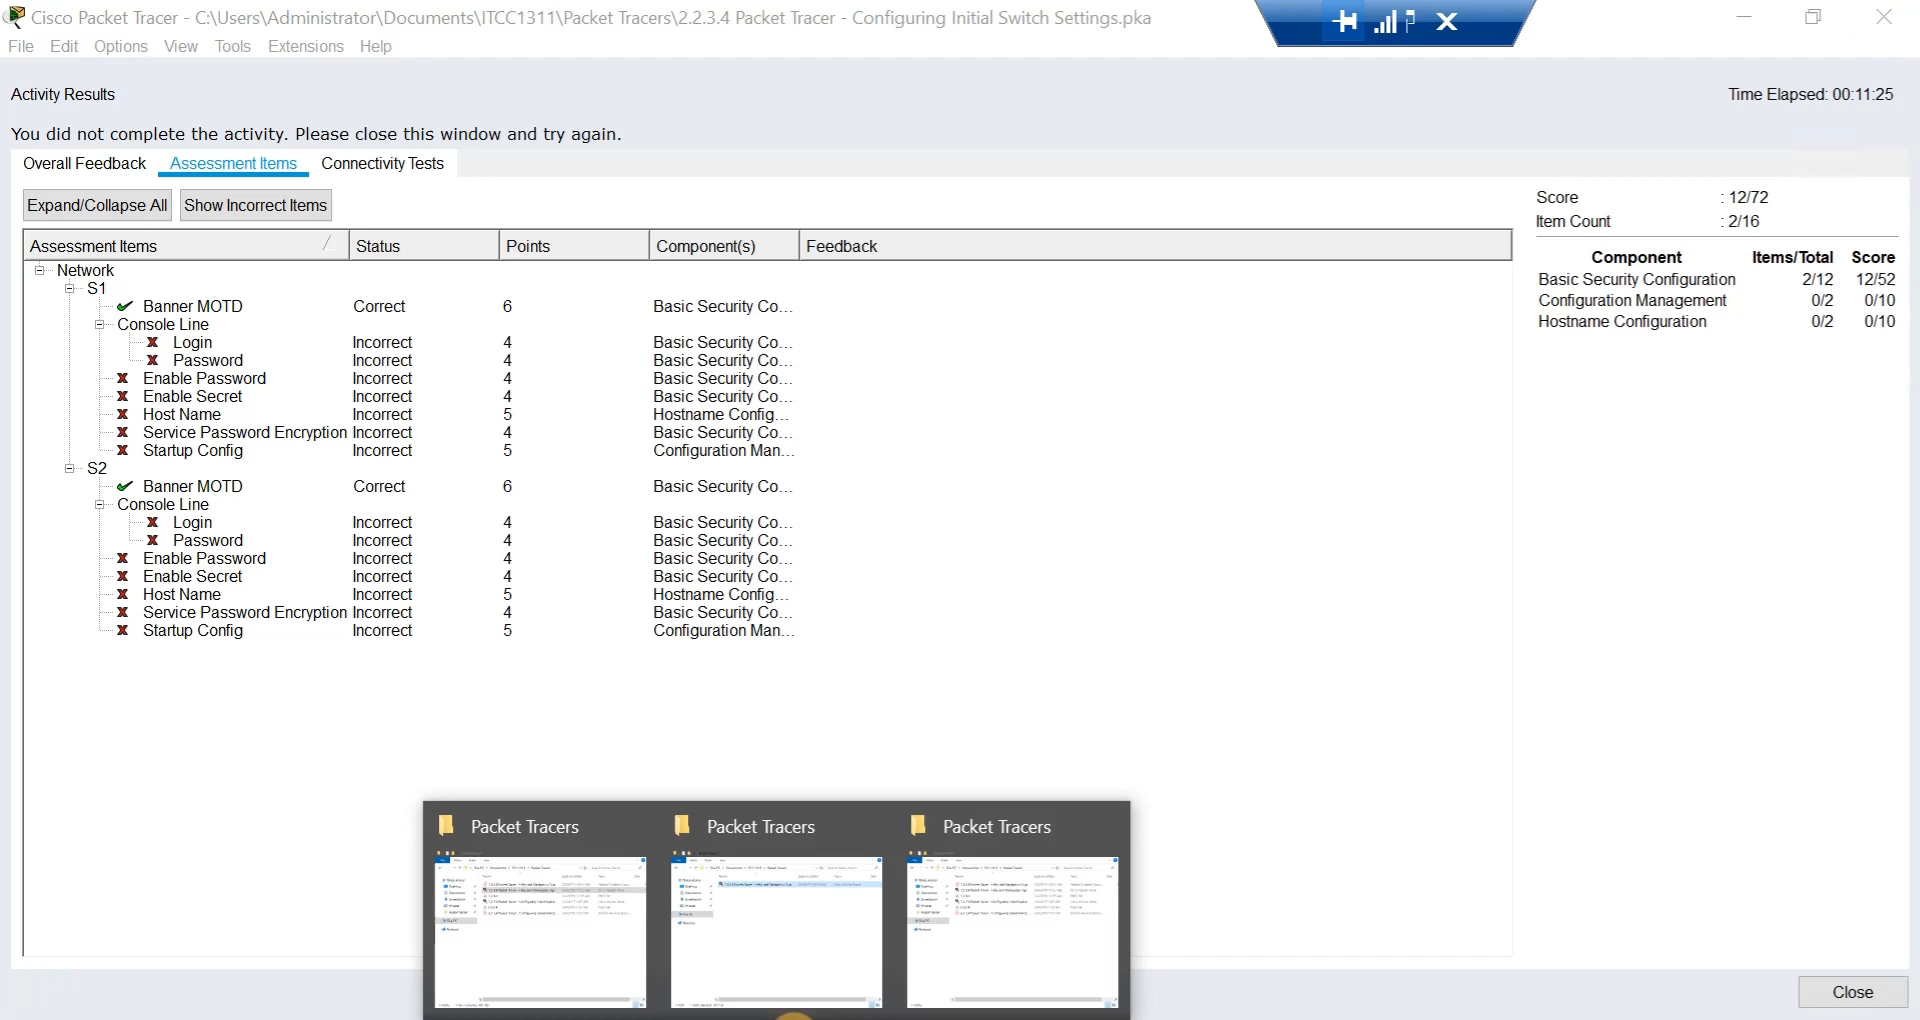 Cisco Packet Tracer - C:\Users\Administrator\Documents\ITCC1311\Packet Tracers\2.2.3.4 Packet Tracer - Configuring Initial Switch Settings.pka
File Edit Options View Tools Extensions Help
Activity Results
Time Elapsed: 00:11:25
You did not complete the activity. Please close this window and try again.
Overall Feedback Assessment Items Connectivity Tests
Expand/Collapse All Show Incorrect Items
Assessment Items Status Points Component(s) Feedback
Network
S1
Banner MOTD Correct 6 Basic Security Co...
Console Line
Login Incorrect 4 Basic Security Co...
Password Incorrect 4 Basic Security Co...
Enable Password Incorrect 4 Basic Security Co...
Enable Secret Incorrect 4 Basic Security Co...
Host Name Incorrect 5 Hostname Config...
Service Password Encryption Incorrect 4 Basic Security Co...
Startup Config Incorrect 5 Configuration Man...
S2
Banner MOTD Correct 6 Basic Security Co...
Console Line
Login Incorrect 4 Basic Security Co...
Password Incorrect 4 Basic Security Co...
Enable Password Incorrect 4 Basic Security Co...
Enable Secret Incorrect 4 Basic Security Co...
Host Name Incorrect 5 Hostname Config...
Service Password Encryption Incorrect 4 Basic Security Co...
Startup Config Incorrect 5 Configuration Man...
Score : 12/72
Item Count : 2/16
Component Items/Total Score
Basic Security Configuration 2/12 12/52
Configuration Management 0/2 0/10
Hostname Configuration 0/2 0/10
Packet Tracers Packet Tracers Packet Tracers
Close